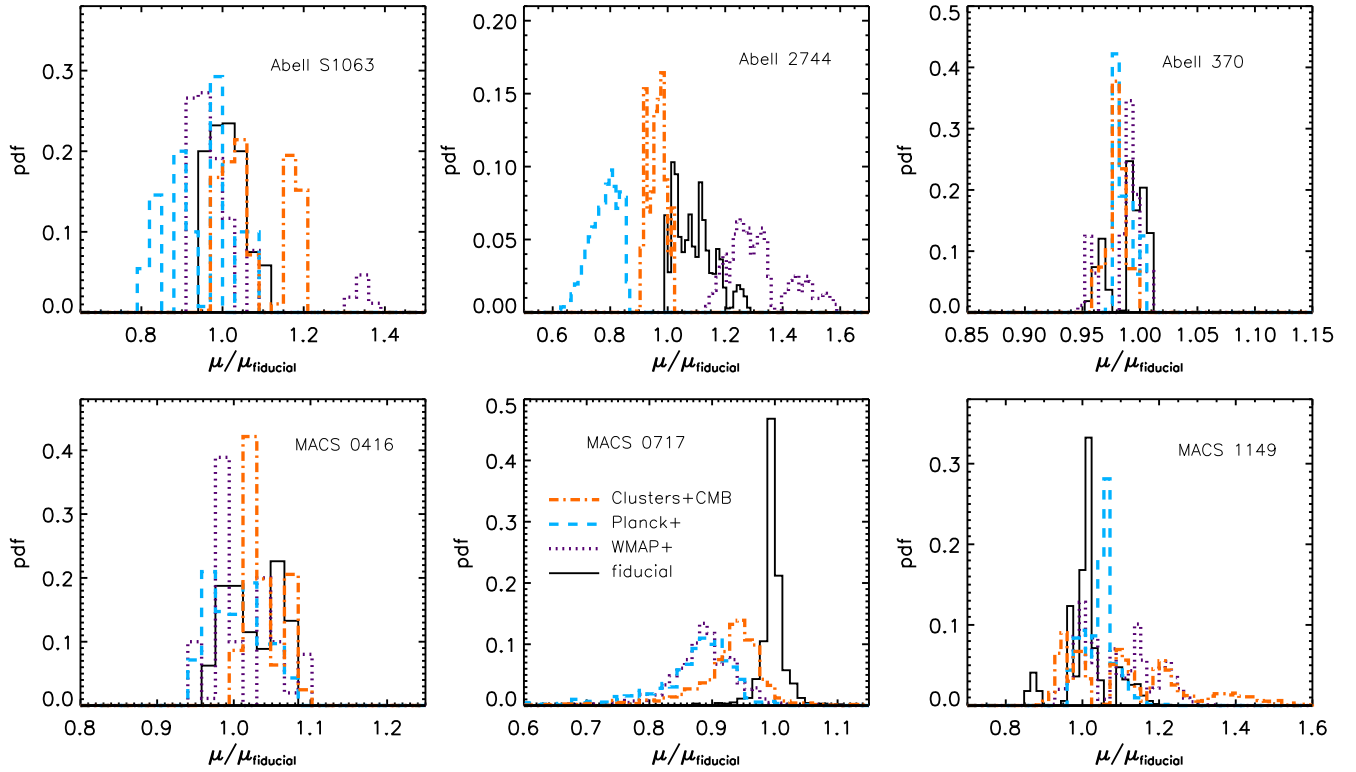 Abell S1063
pdf
0.3
0.2
0.1
0.0
0.8 1.0 1.2 1.4
μ/μfiducial
Abell 2744
pdf
0.20
0.15
0.10
0.05
0.00
0.6 0.8 1.0 1.2 1.4 1.6
μ/μfiducial
Abell 370
pdf
0.5
0.4
0.3
0.2
0.1
0.0
0.85 0.90 0.95 1.00 1.05 1.10 1.15
μ/μfiducial
MACS 0416
pdf
0.4
0.3
0.2
0.1
0.0
0.8 0.9 1.0 1.1 1.2
μ/μfiducial
MACS 0717
Clusters+CMB
Planck+
WMAP+
fiducial
pdf
0.5
0.4
0.3
0.2
0.1
0.0
0.6 0.7 0.8 0.9 1.0 1.1
μ/μfiducial
MACS 1149
pdf
0.3
0.2
0.1
0.0
0.8 1.0 1.2 1.4 1.6
μ/μfiducial